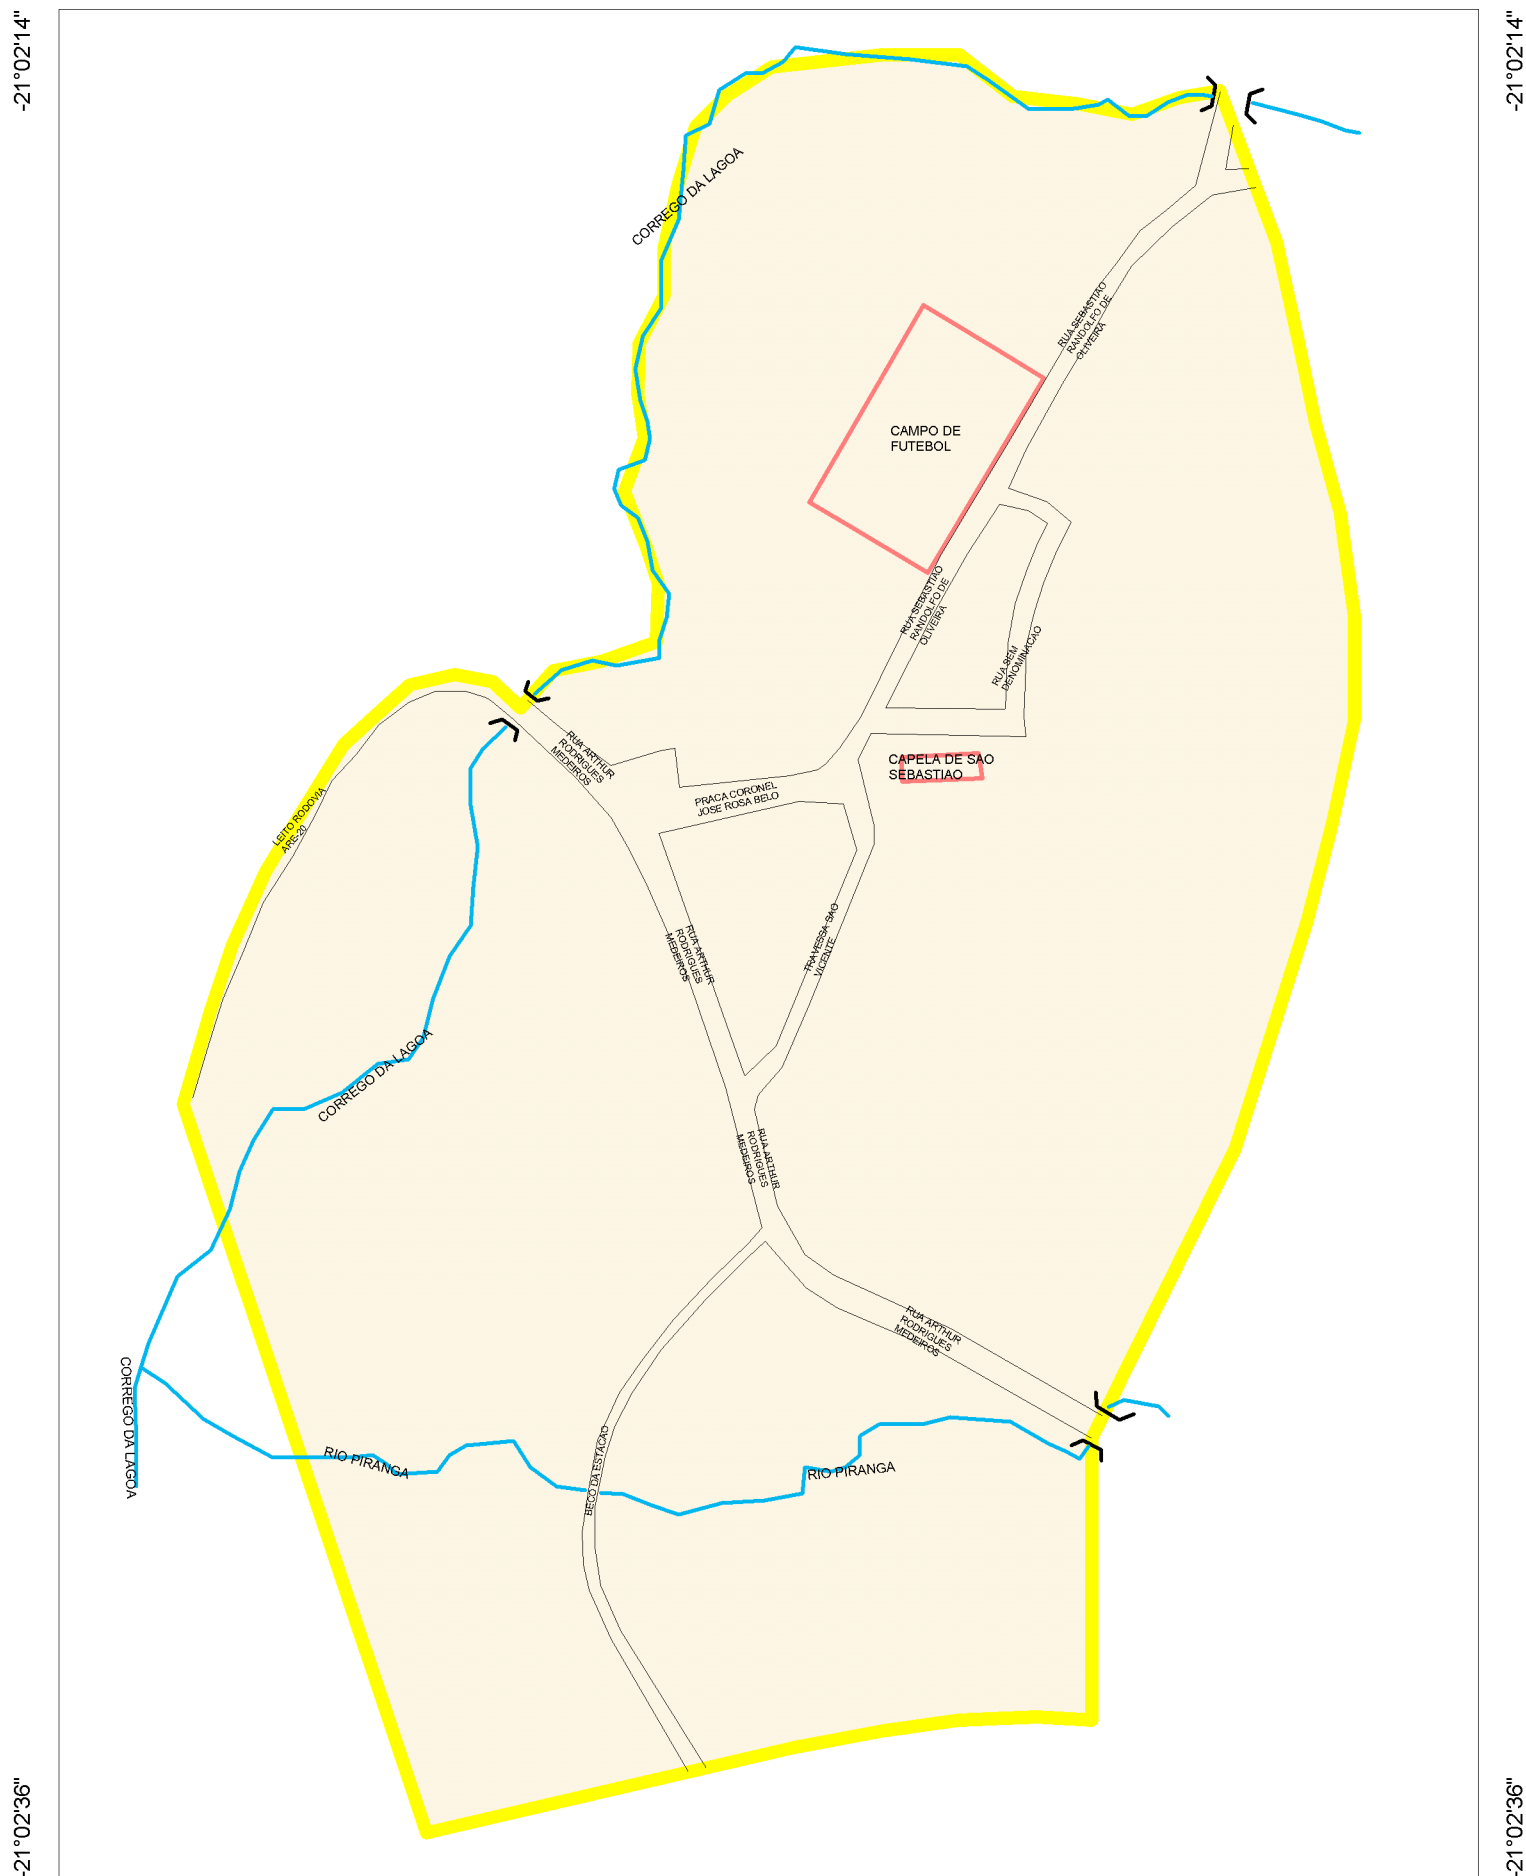 -21°02'14"
-21°02'14"
CORREGO DA LAGOA
RUA SEBASTIAO
RANDOLFO DE
OLIVEIRA
CAMPO DE
FUTEBOL
RUA SEBASTIAO
RANDOLFO DE
OLIVEIRA
RUA SEM
DENOMINACAO
RUA ARTHUR
RODRIGUES
MEDEIROS
CAPELA DE SAO
SEBASTIAO
PRACA CORONEL
JOSE ROSA BELO
LEITO RODOVIA
ARE-20
RUA ARTHUR
RODRIGUES
MEDEIROS
TRAVESSA SAO
VICENTE
CORREGO DA LAGOA
RUA ARTHUR
RODRIGUES
MEDEIROS
RUA ARTHUR
RODRIGUES
MEDEIROS
CORREGO DA LAGOA
RIO PIRANGA
BECO DA ESTACAO
RIO PIRANGA
-21°02'36"
-21°02'36"